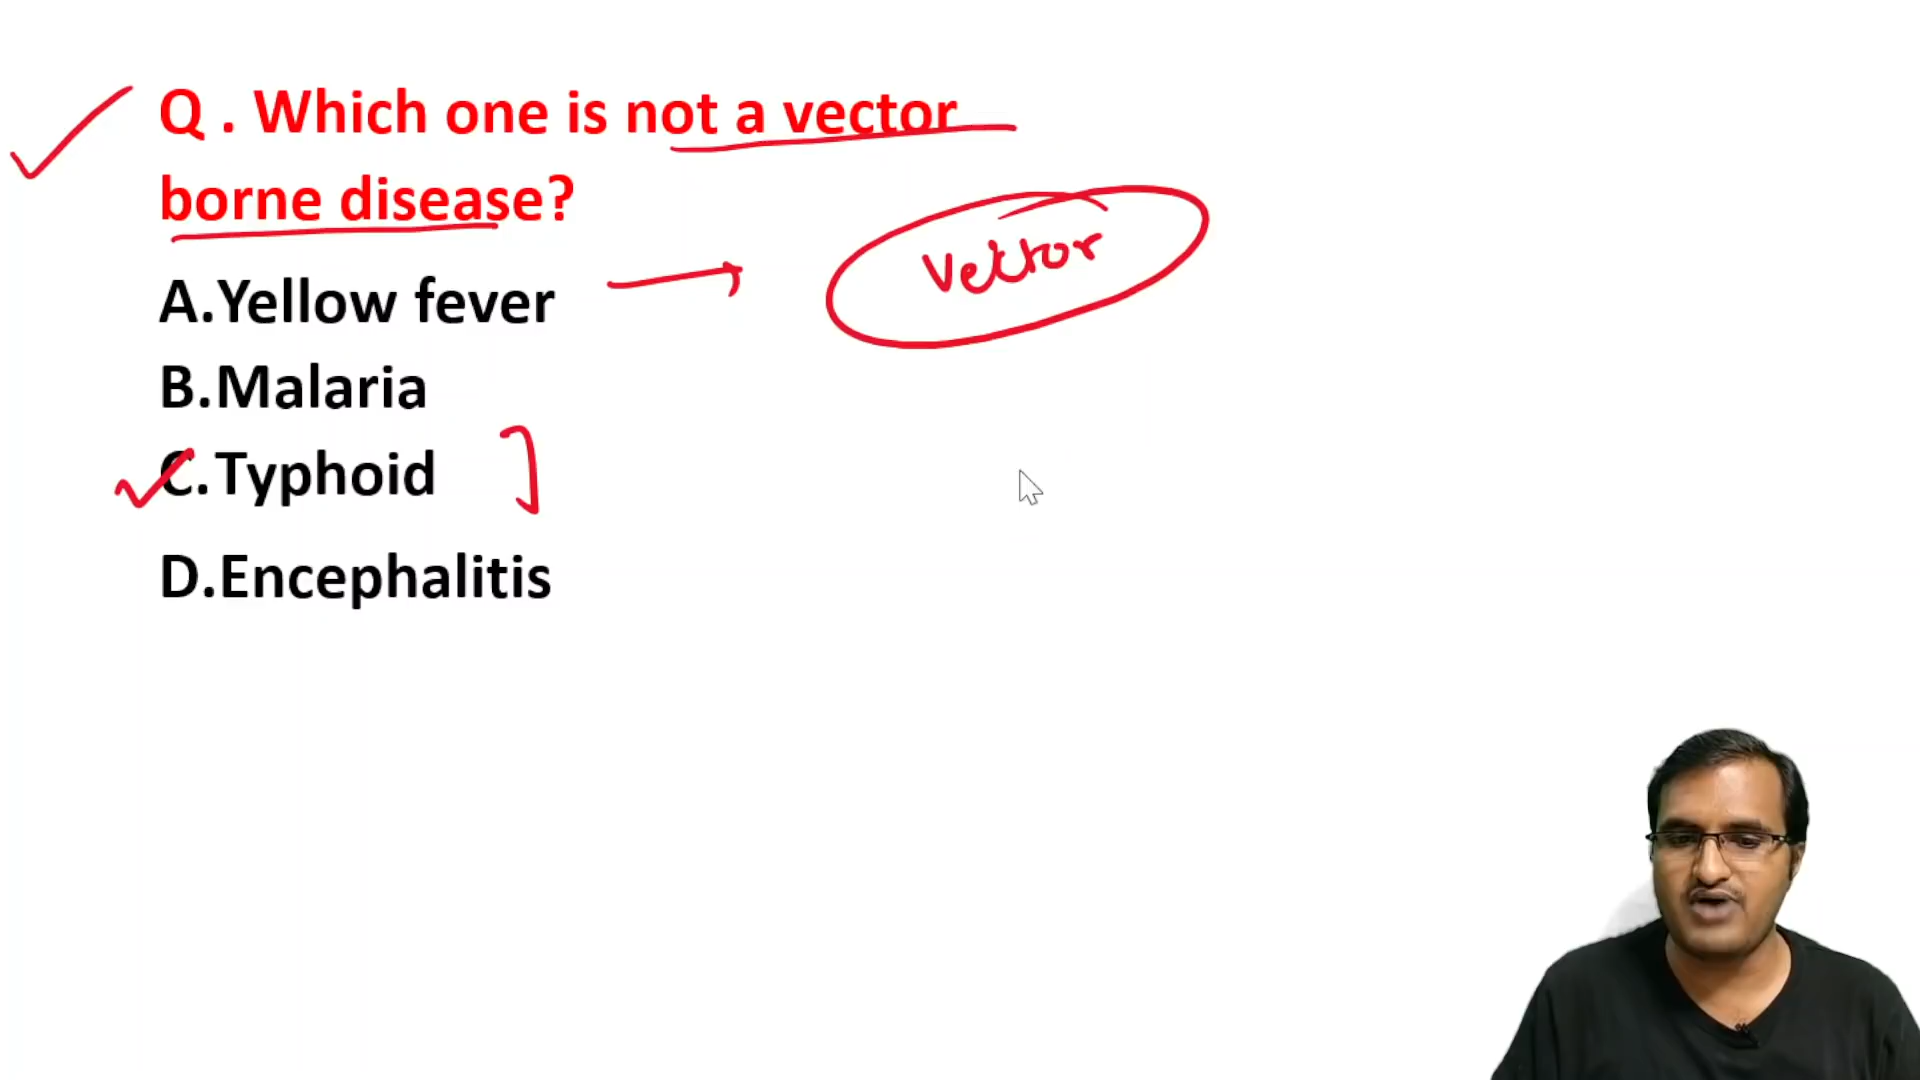 Q . Which one is not a vector
borne disease?
A.Yellow fever
Vector
B.Malaria
C.Typhoid
D.Encephalitis